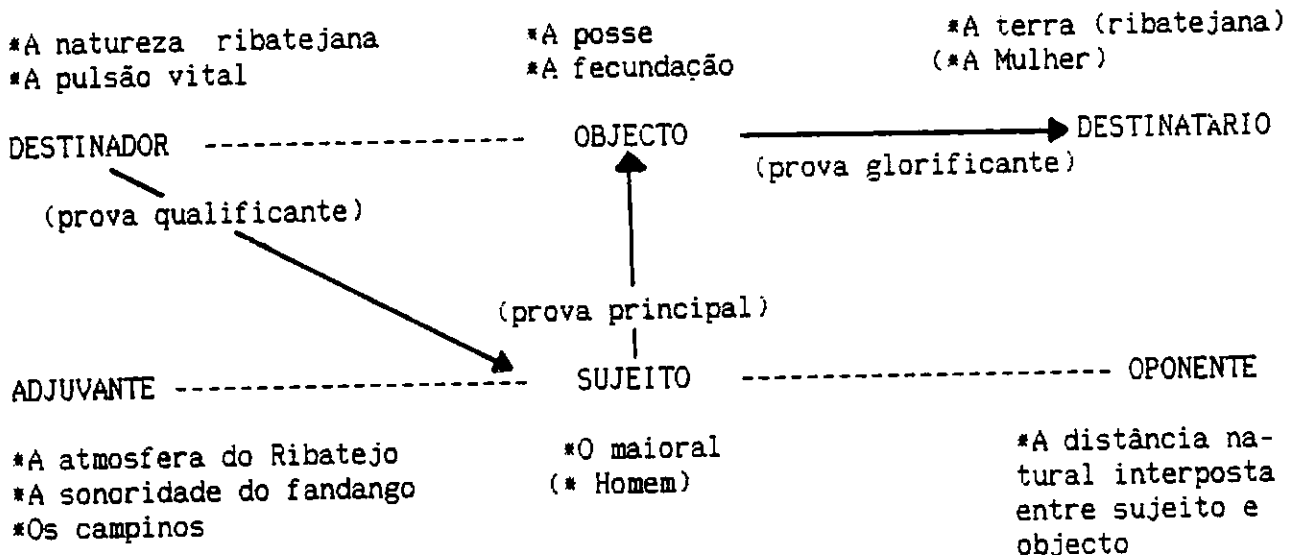 *A natureza ribatejana *A posse *A terra (ribatejana)
*A pulsão vital *A fecundação (*A Mulher)
DESTINADOR ---------------------- OBJECTO DESTINATÀRIO
(prova glorificante)
(prova qualificante)
(prova principal)
ADJUVANTE ------------------------ SUJEITO ----------------------- OPONENTE
*A atmosfera do Ribatejo *O maioral *A distância na-
*A sonoridade do fandango (* Homem) tural interposta
*Os campinos entre sujeito e
objecto